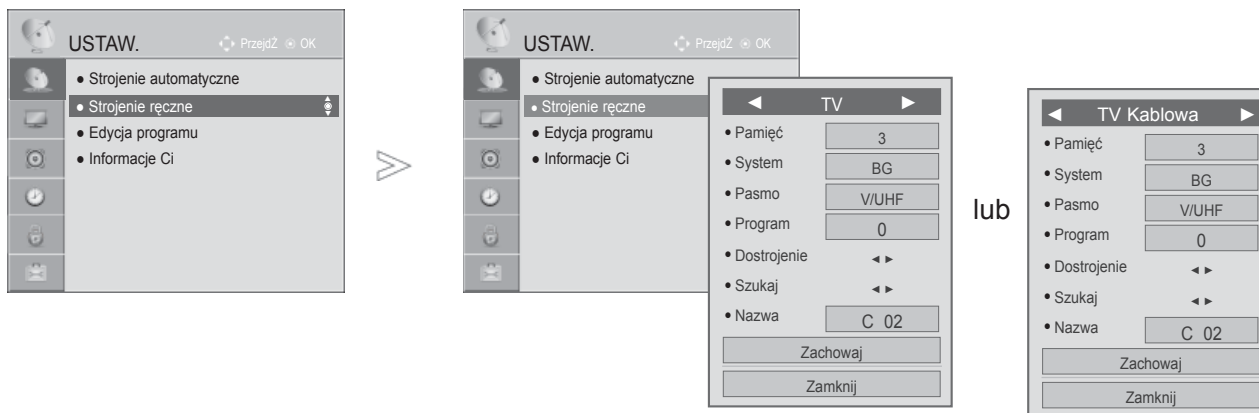 USTAW.
PrzejdŹ OK
• Strojenie automatyczne
• Strojenie ręczne
• Edycja programu
• Informacje Ci
USTAW.
PrzejdŹ OK
• Strojenie automatyczne
• Strojenie ręczne
• Edycja programu
• Informacje Ci
◄ TV ►
• Pamięć 3
• System BG
• Pasmo V/UHF
• Program 0
• Dostrojenie ◄ ►
• Szukaj ◄ ►
• Nazwa C 02
Zachowaj
Zamknij
lub
◄ TV Kablowa ►
• Pamięć 3
• System BG
• Pasmo V/UHF
• Program 0
• Dostrojenie ◄ ►
• Szukaj ◄ ►
• Nazwa C 02
Zachowaj
Zamknij